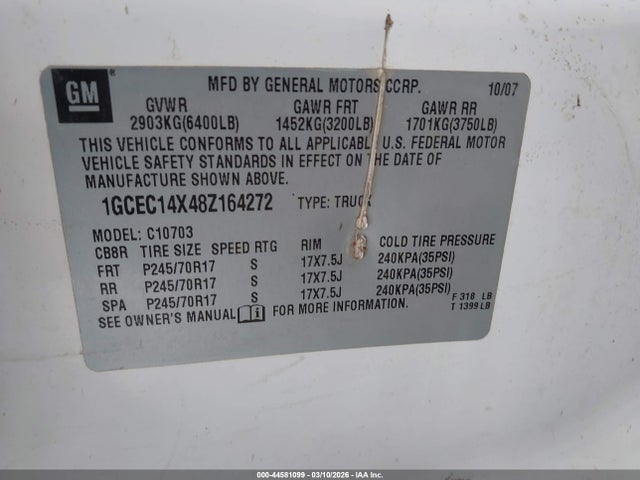 GM
MFD BY GENERAL MOTORS CORP. 10/07
GVWR GAWR FRT GAWR RR
2903KG(6400LB) 1452KG(3200LB) 1701KG(3750LB)
THIS VEHICLE CONFORMS TO ALL APPLICABLE U.S. FEDERAL MOTOR
VEHICLE SAFETY STANDARDS IN EFFECT ON THE DATE OF
MANUFACTURE SHOWN ABOVE.
1GCEC14X48Z164272 TYPE: TRUCK
MODEL: C10703
CB8R TIRE SIZE SPEED RTG RIM COLD TIRE PRESSURE
FRT P245/70R17 S 17X7.5J 240KPA(35PSI)
RR P245/70R17 S 17X7.5J 240KPA(35PSI)
SPA P245/70R17 S 17X7.5J 240KPA(35PSI)
SEE OWNER'S MANUAL i FOR MORE INFORMATION.
F 318 LB
T 1399 LB
000-44581099 - 03/10/2026 - IAA Inc.